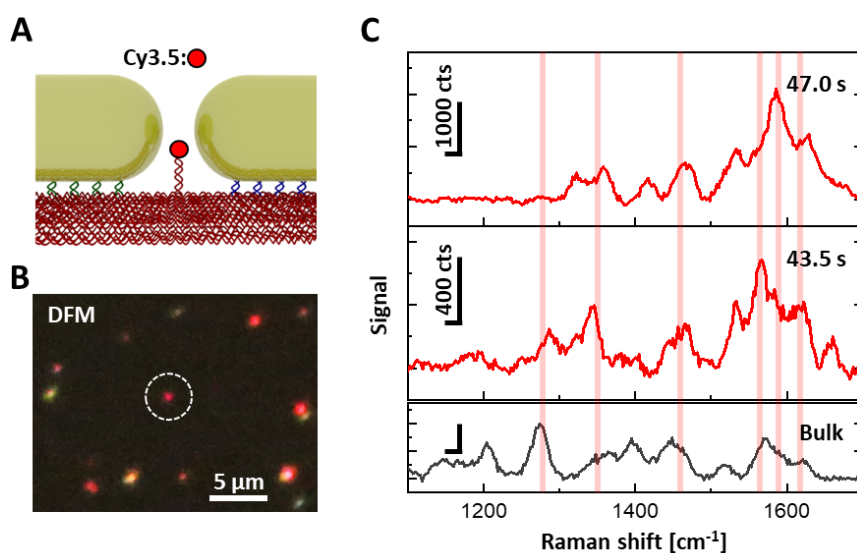 A
Cy3.5:
B
DFM
5 µm
C
47.0 s
1000 cts
43.5 s
400 cts
Bulk
Signal
1200
1400
1600
Raman shift [cm⁻¹]